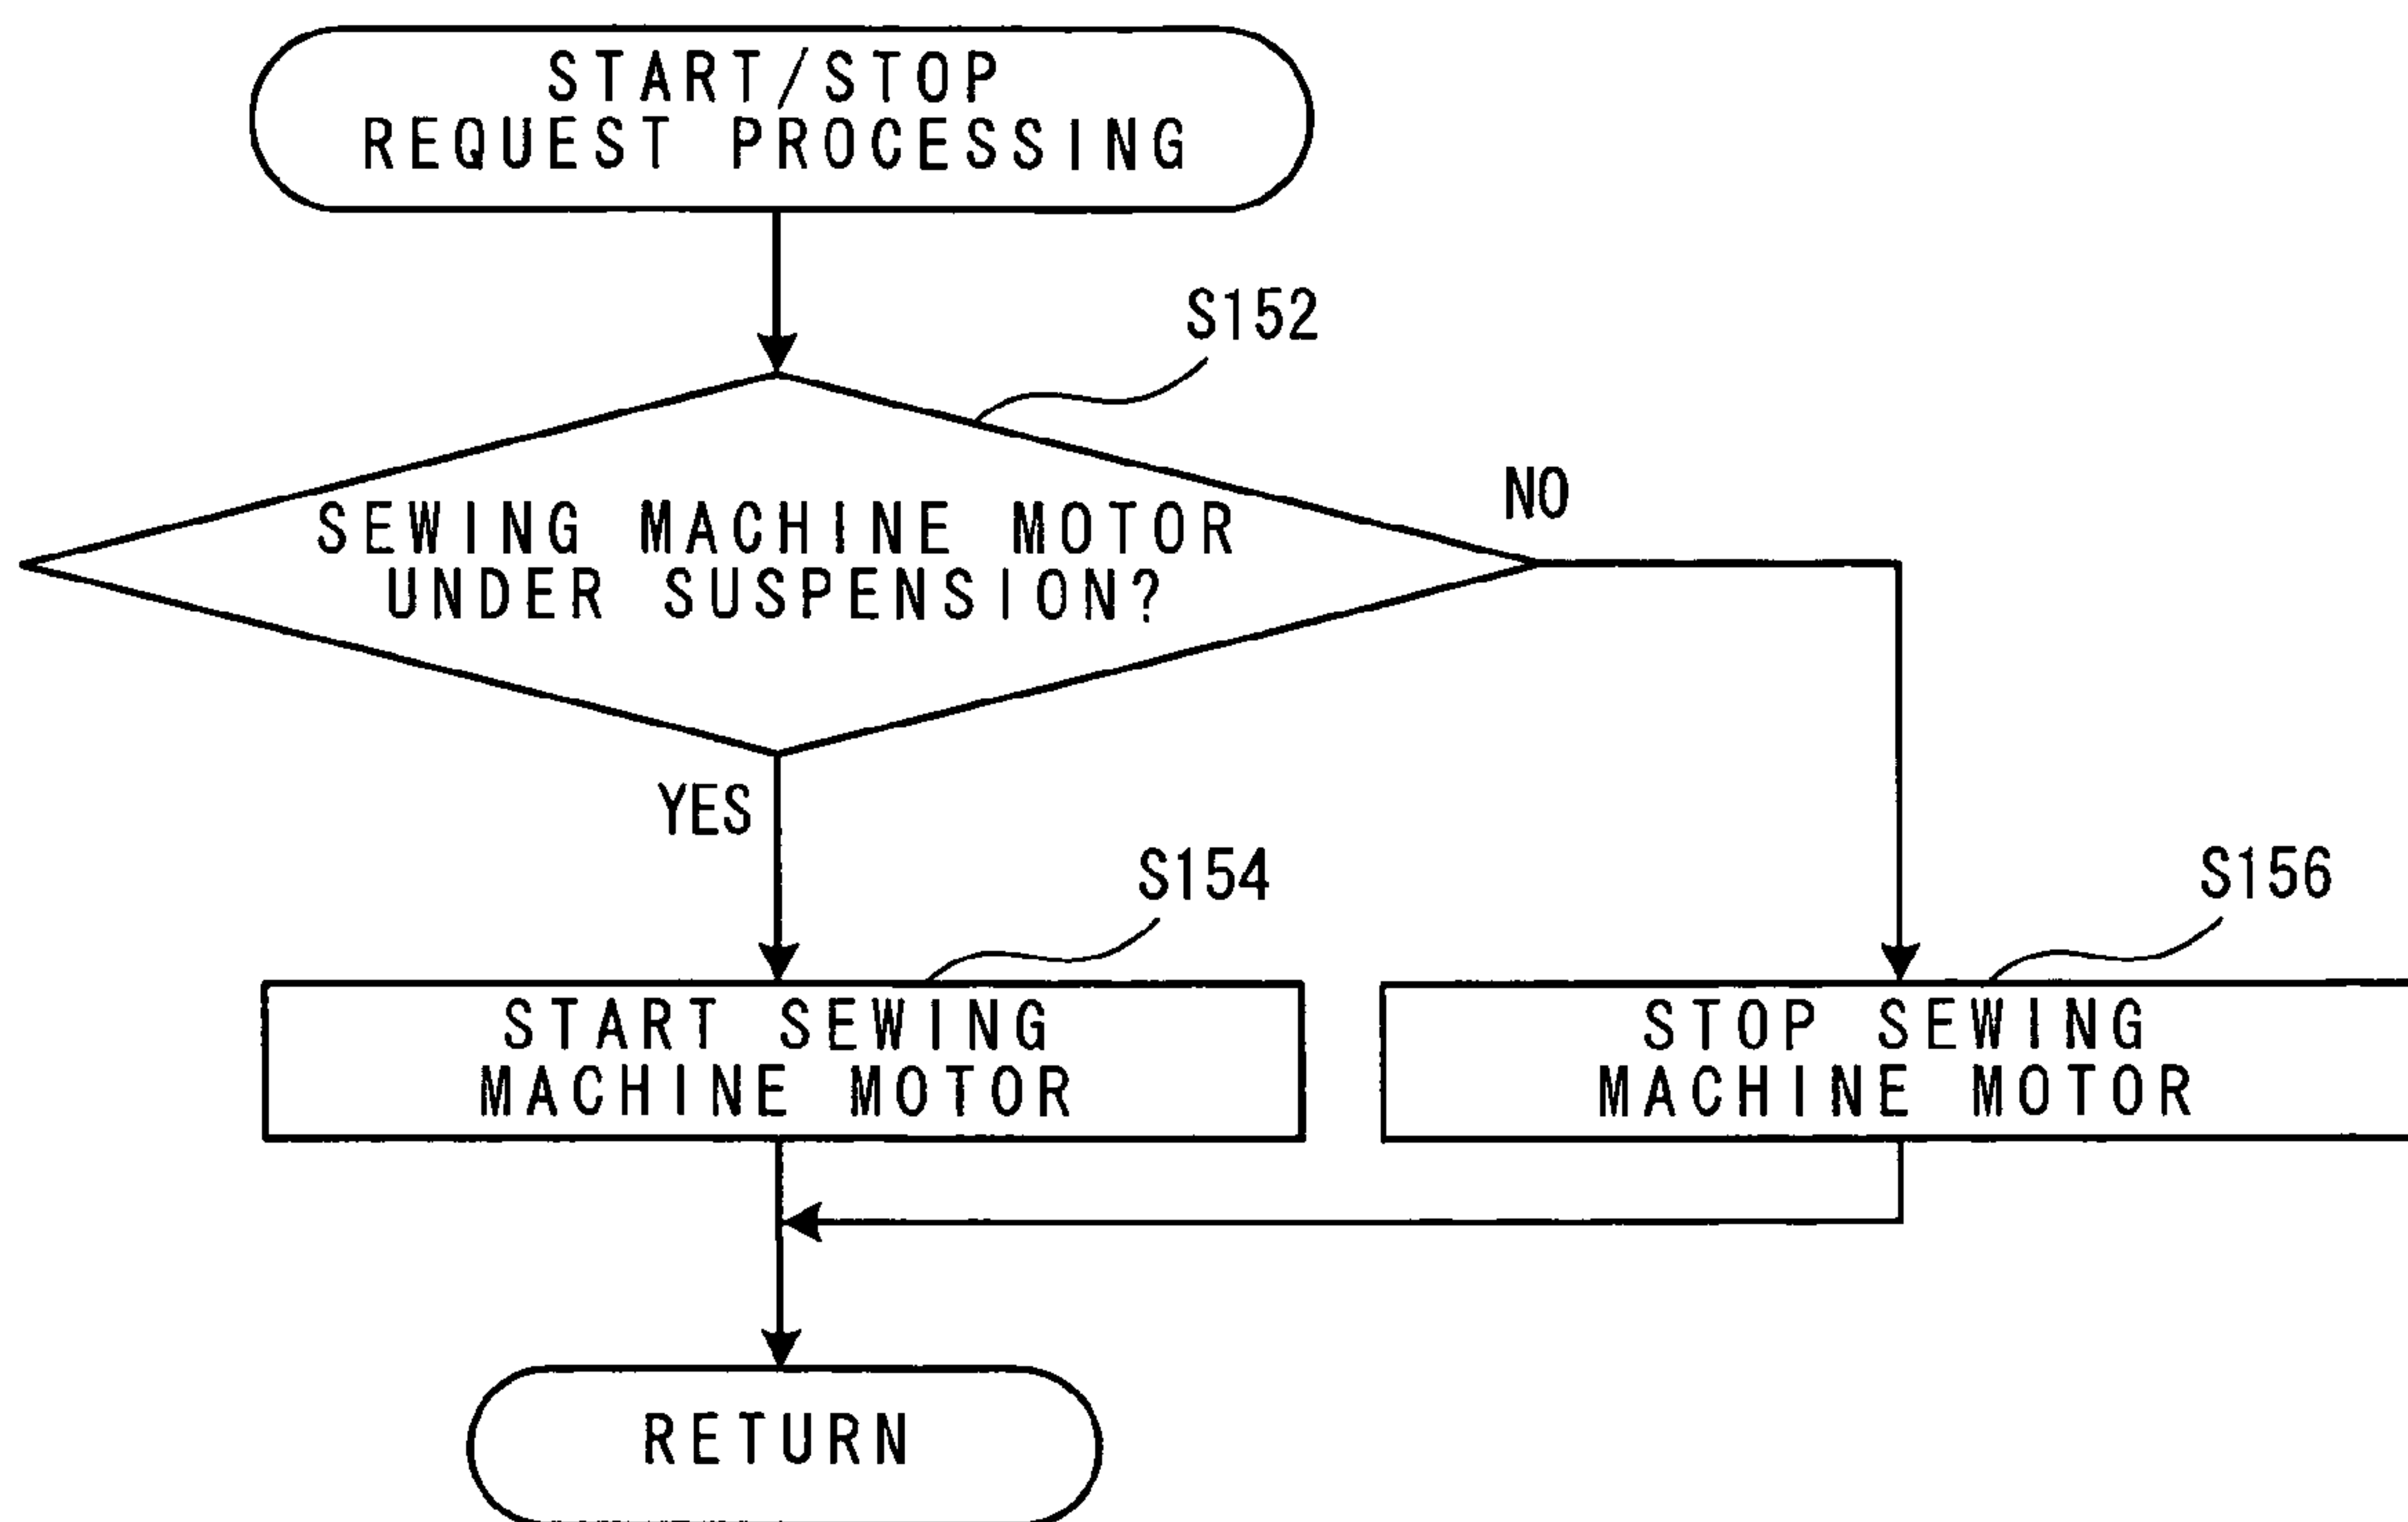 START/STOP
REQUEST PROCESSING
S152
SEWING MACHINE MOTOR
UNDER SUSPENSION?
NO
YES
S154
S156
START SEWING
MACHINE MOTOR
STOP SEWING
MACHINE MOTOR
RETURN